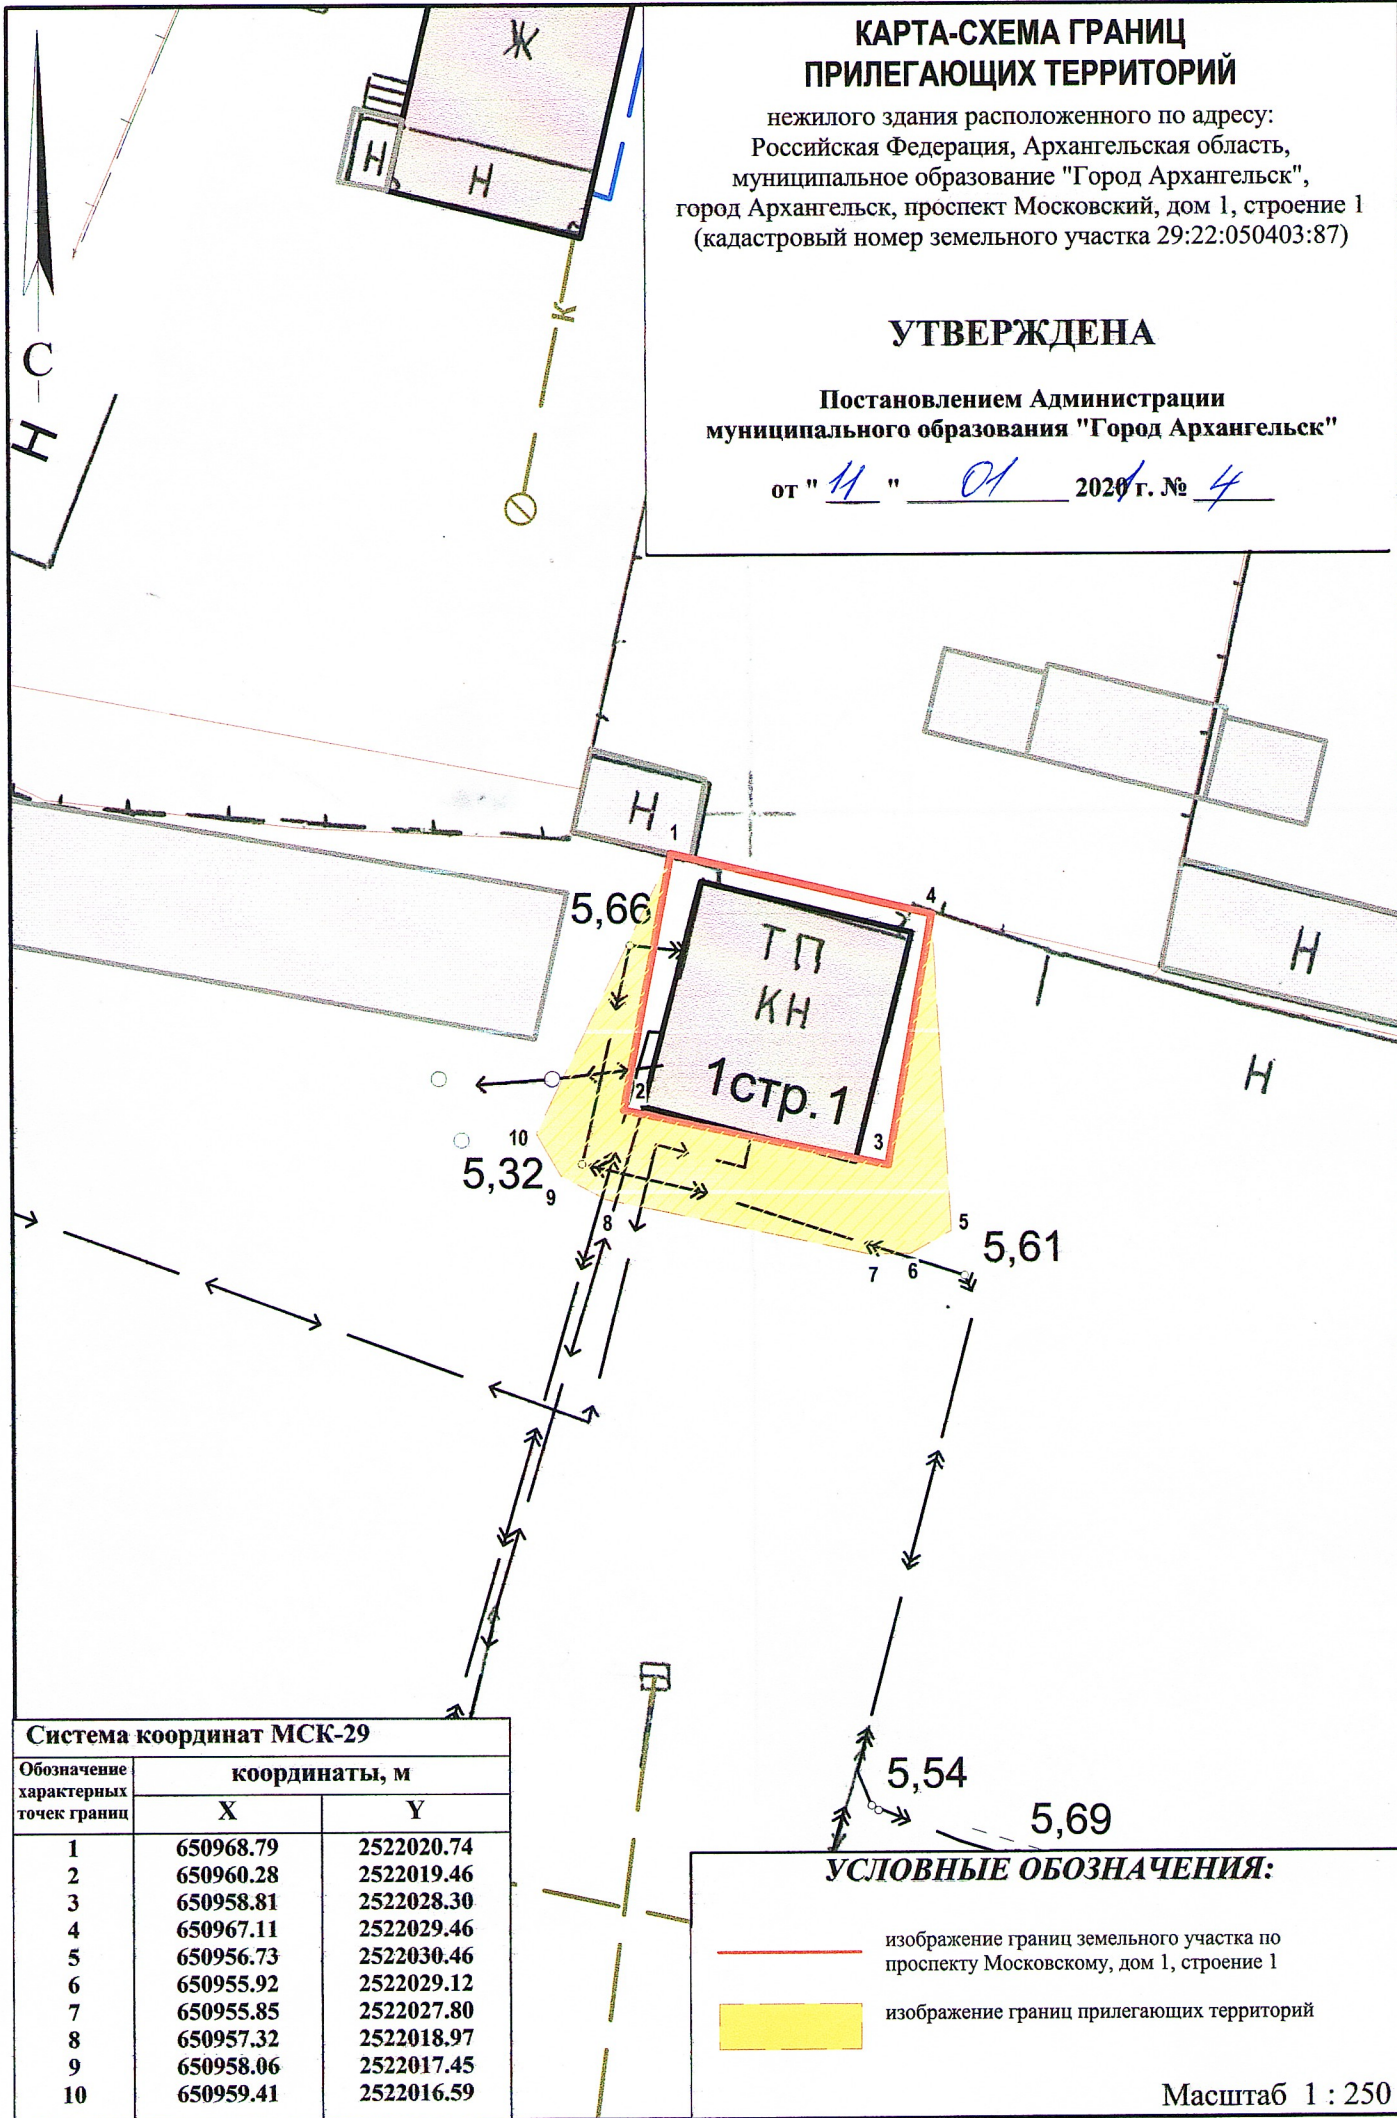 КАРТА-СХЕМА ГРАНИЦ
ПРИЛЕГАЮЩИХ ТЕРРИТОРИЙ
нежилого здания расположенного по адресу:
Российская Федерация, Архангельская область,
муниципальное образование "Город Архангельск",
город Архангельск, проспект Московский, дом 1, строение 1
(кадастровый номер земельного участка 29:22:050403:87)
УТВЕРЖДЕНА
Постановлением Администрации
муниципального образования "Город Архангельск"
от " 11 " 01 2021 г. № 4
Ж
Н
Н
К
С
Н
Н
1
4
5,66
ТП
КН
1стр.1
Н
Н
2
3
10
5,32
9
8
5
5,61
7
6
5,54
5,69
Система координат МСК-29
Обозначение характерных точек границ
координаты, м
X Y
1 650968.79 2522020.74
2 650960.28 2522019.46
3 650958.81 2522028.30
4 650967.11 2522029.46
5 650956.73 2522030.46
6 650955.92 2522029.12
7 650955.85 2522027.80
8 650957.32 2522018.97
9 650958.06 2522017.45
10 650959.41 2522016.59
УСЛОВНЫЕ ОБОЗНАЧЕНИЯ:
изображение границ земельного участка по
проспекту Московскому, дом 1, строение 1
изображение границ прилегающих территорий
Масштаб 1 : 250